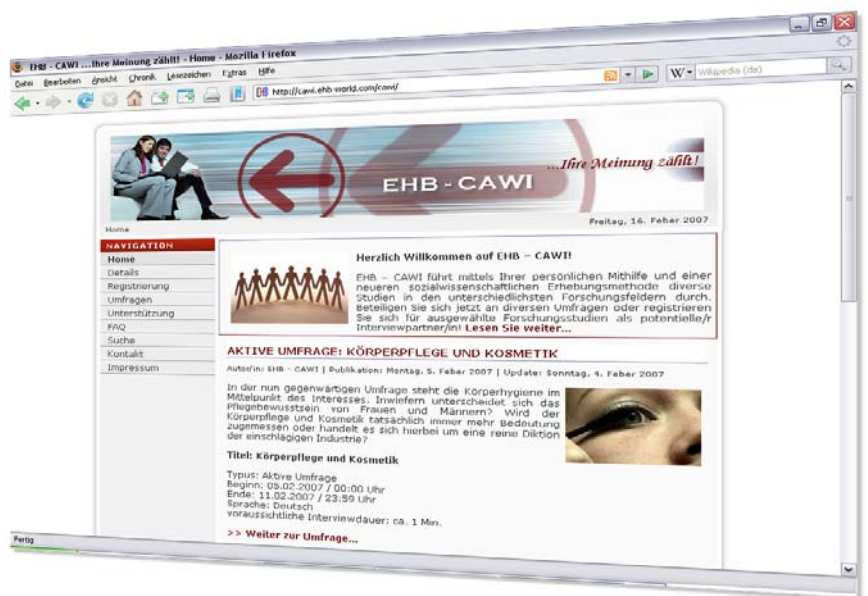 EHB - CAWI ...Ihre Meinung zählt! - Home - Mozilla Firefox
Datei Bearbeiten Ansicht Chronik Lesezeichen Extras Hilfe
http://cawi.ehb-world.com/cawi/
W Wikipedia (de)
...Ihre Meinung zählt!
EHB - CAWI
Freitag, 16. Feber 2007
Home
NAVIGATION
Home
Details
Registrierung
Umfragen
Unterstützung
FAQ
Suche
Kontakt
Impressum
Herzlich Willkommen auf EHB – CAWI!
EHB – CAWI führt mittels Ihrer persönlichen Mithilfe und einer
neueren sozialwissenschaftlichen Erhebungsmethode diverse
Studien in den unterschiedlichsten Forschungsfeldern durch.
Beteiligen Sie sich jetzt an diversen Umfragen oder registrieren
Sie sich für ausgewählte Forschungsstudien als potentielle/r
Interviewpartner/in! Lesen Sie weiter...
AKTIVE UMFRAGE: KÖRPERPFLEGE UND KOSMETIK
Autor/in: EHB - CAWI | Publikation: Montag, 5. Feber 2007 | Update: Sonntag, 4. Feber 2007
In der nun gegenwärtigen Umfrage steht die Körperhygiene im
Mittelpunkt des Interesses. Inwiefern unterscheidet sich das
Pflegebewusstsein von Frauen und Männern? Wird der
Körperpflege und Kosmetik tatsächlich immer mehr Bedeutung
zugemessen oder handelt es sich hierbei um eine reine Diktion
der einschlägigen Industrie?
Titel: Körperpflege und Kosmetik
Typus: Aktive Umfrage
Beginn: 05.02.2007 / 00:00 Uhr
Ende: 11.02.2007 / 23:59 Uhr
Sprache: Deutsch
voraussichtliche Interviewdauer: ca. 1 Min.
>> Weiter zur Umfrage...
Fertig